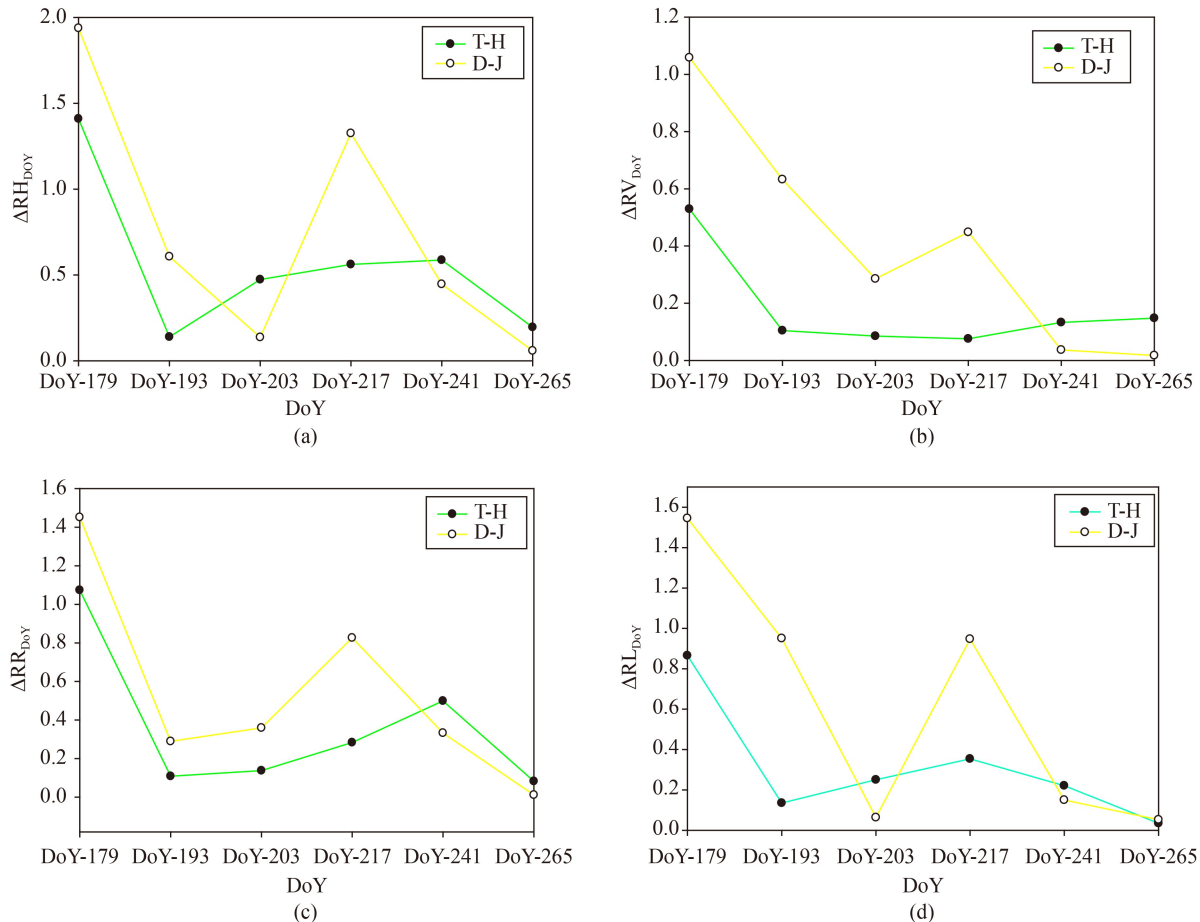 2.0
1.5
1.0
0.5
0.0
ΔRH_DOY
T-H
D-J
DoY-179 DoY-193 DoY-203 DoY-217 DoY-241 DoY-265
DoY
(a)
1.2
1.0
0.8
0.6
0.4
0.2
0.0
ΔRV_DoY
T-H
D-J
DoY-179 DoY-193 DoY-203 DoY-217 DoY-241 DoY-265
DoY
(b)
1.6
1.4
1.2
1.0
0.8
0.6
0.4
0.2
0.0
ΔRR_DoY
T-H
D-J
DoY-179 DoY-193 DoY-203 DoY-217 DoY-241 DoY-265
DoY
(c)
1.6
1.4
1.2
1.0
0.8
0.6
0.4
0.2
0.0
ΔRL_DoY
T-H
D-J
DoY-179 DoY-193 DoY-203 DoY-217 DoY-241 DoY-265
DoY
(d)